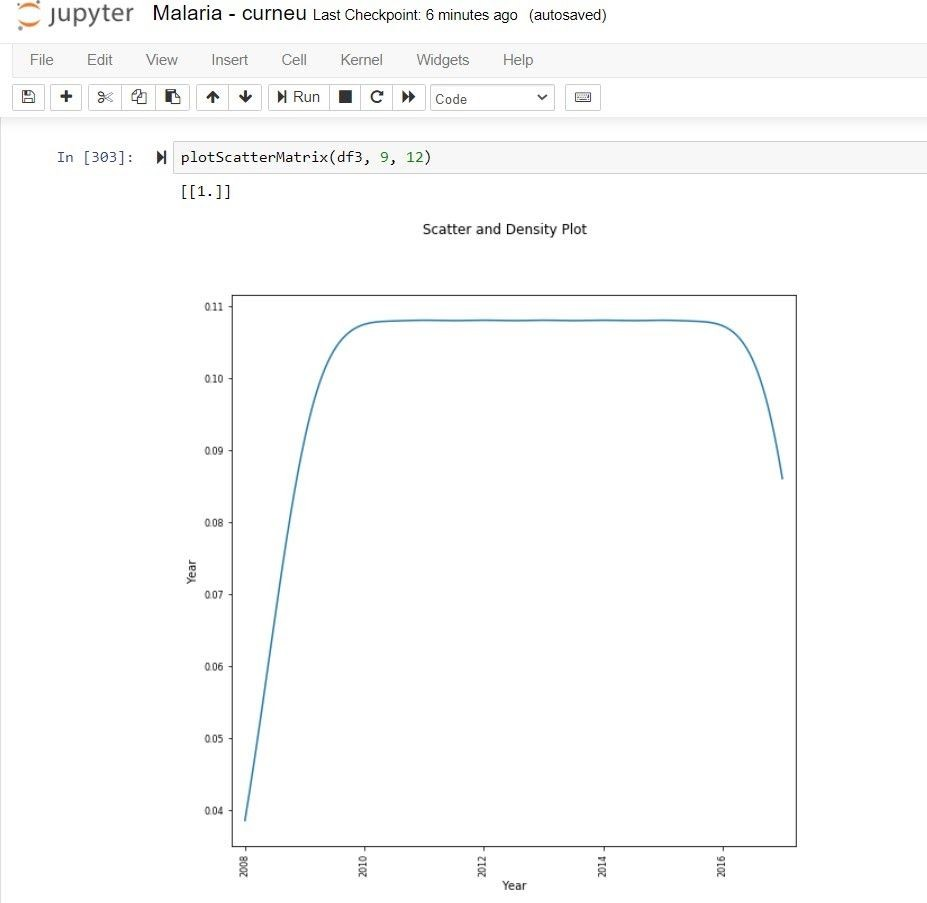 jupyter Malaria - curneu Last Checkpoint: 6 minutes ago (autosaved)
File Edit View Insert Cell Kernel Widgets Help
Run Code
In [303]: plotScatterMatrix(df3, 9, 12)
[[1.]]
Scatter and Density Plot
0.11
0.10
0.09
0.08
0.07
0.06
0.05
0.04
Year
2008 2010 2012 2014 2016
Year